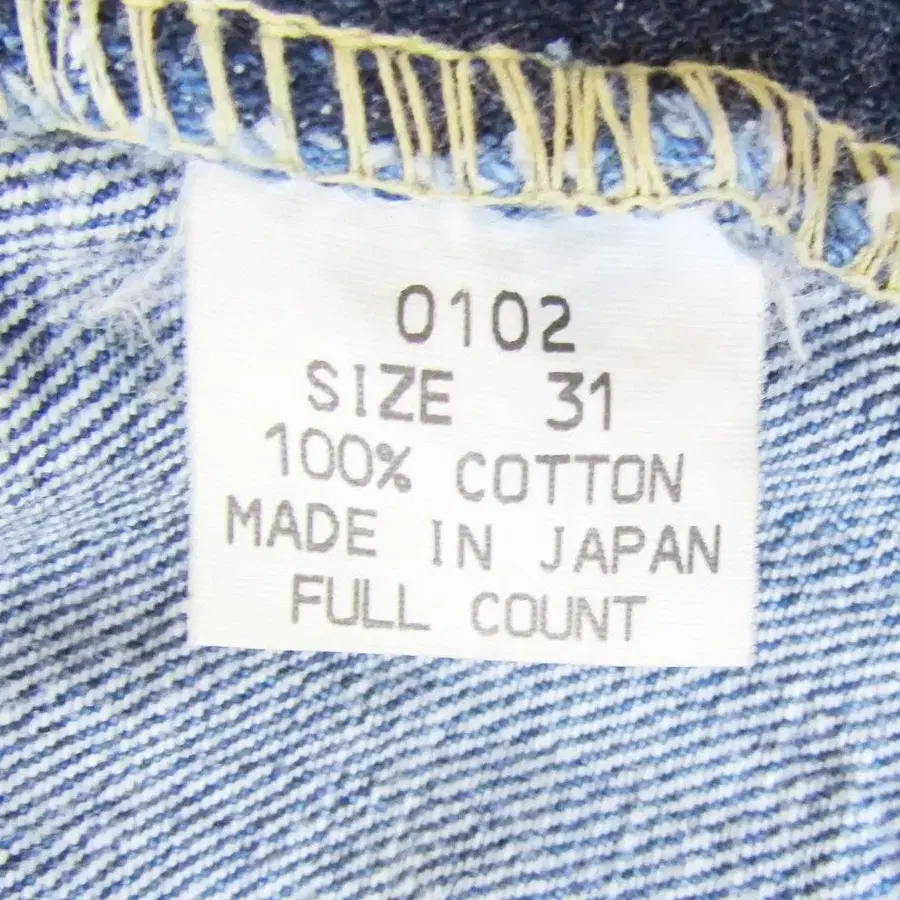 0102
SIZE 31
100% COTTON
MADE IN JAPAN
FULL COUNT